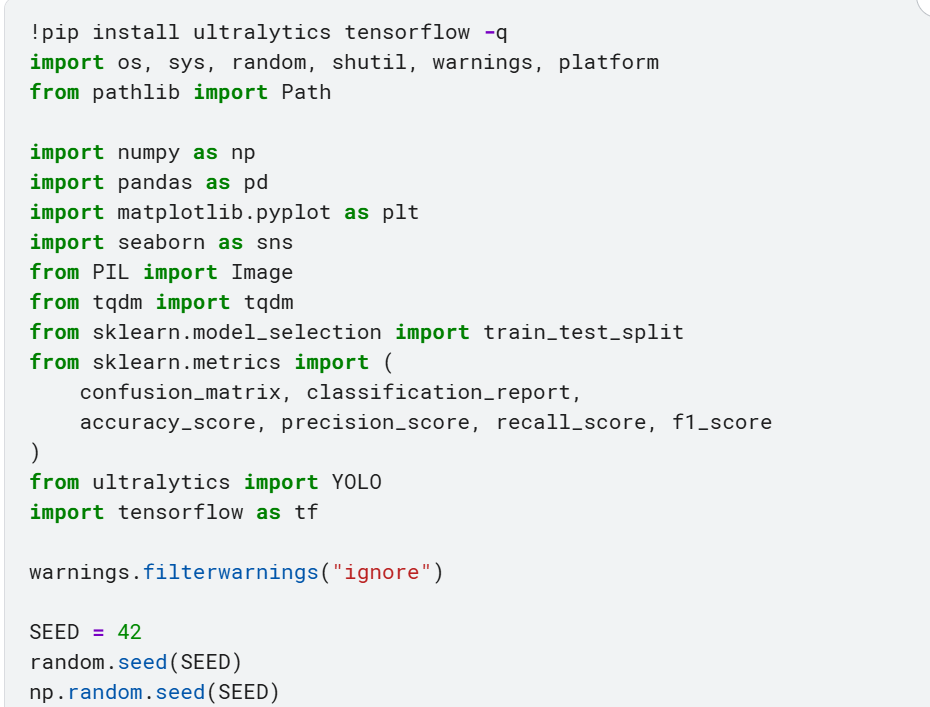 !pip install ultralytics tensorflow -q
import os, sys, random, shutil, warnings, platform
from pathlib import Path

import numpy as np
import pandas as pd
import matplotlib.pyplot as plt
import seaborn as sns
from PIL import Image
from tqdm import tqdm
from sklearn.model_selection import train_test_split
from sklearn.metrics import (
    confusion_matrix, classification_report,
    accuracy_score, precision_score, recall_score, f1_score
)
from ultralytics import YOLO
import tensorflow as tf

warnings.filterwarnings("ignore")

SEED = 42
random.seed(SEED)
np.random.seed(SEED)